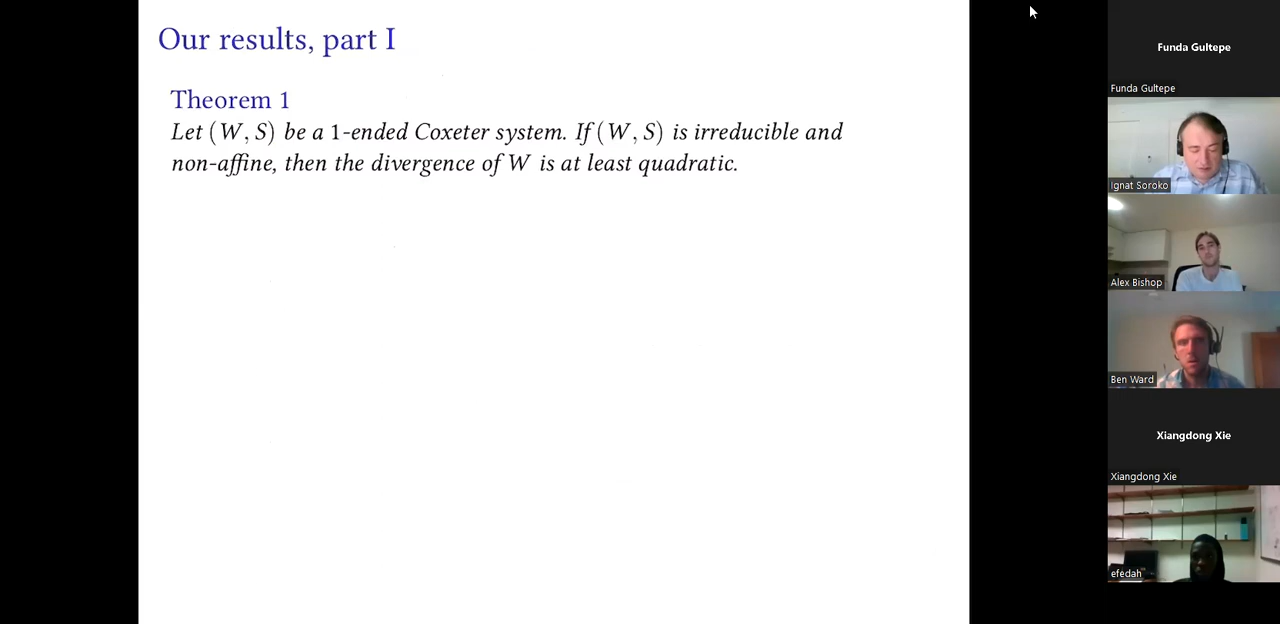 Our results, part I
Theorem 1
Let (W, S) be a 1-ended Coxeter system. If (W, S) is irreducible and
non-affine, then the divergence of W is at least quadratic.
Funda Gultepe
Funda Gultepe
Ignat Soroko
Alex Bishop
Ben Ward
Xiangdong Xie
Xiangdong Xie
efedah